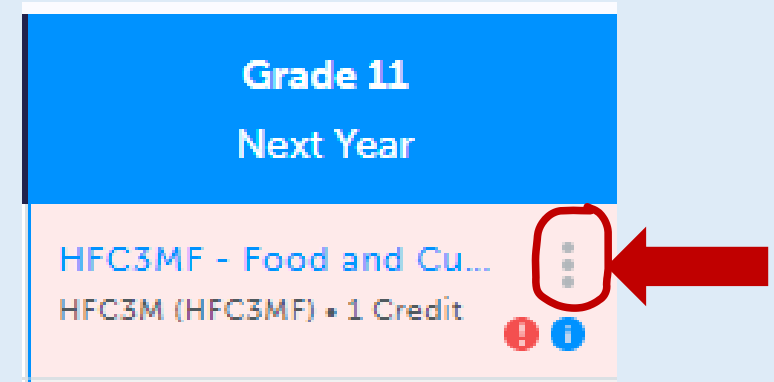 Grade 11
Next Year
HFC3MF - Food and Cu...
HFC3M (HFC3MF) • 1 Credit